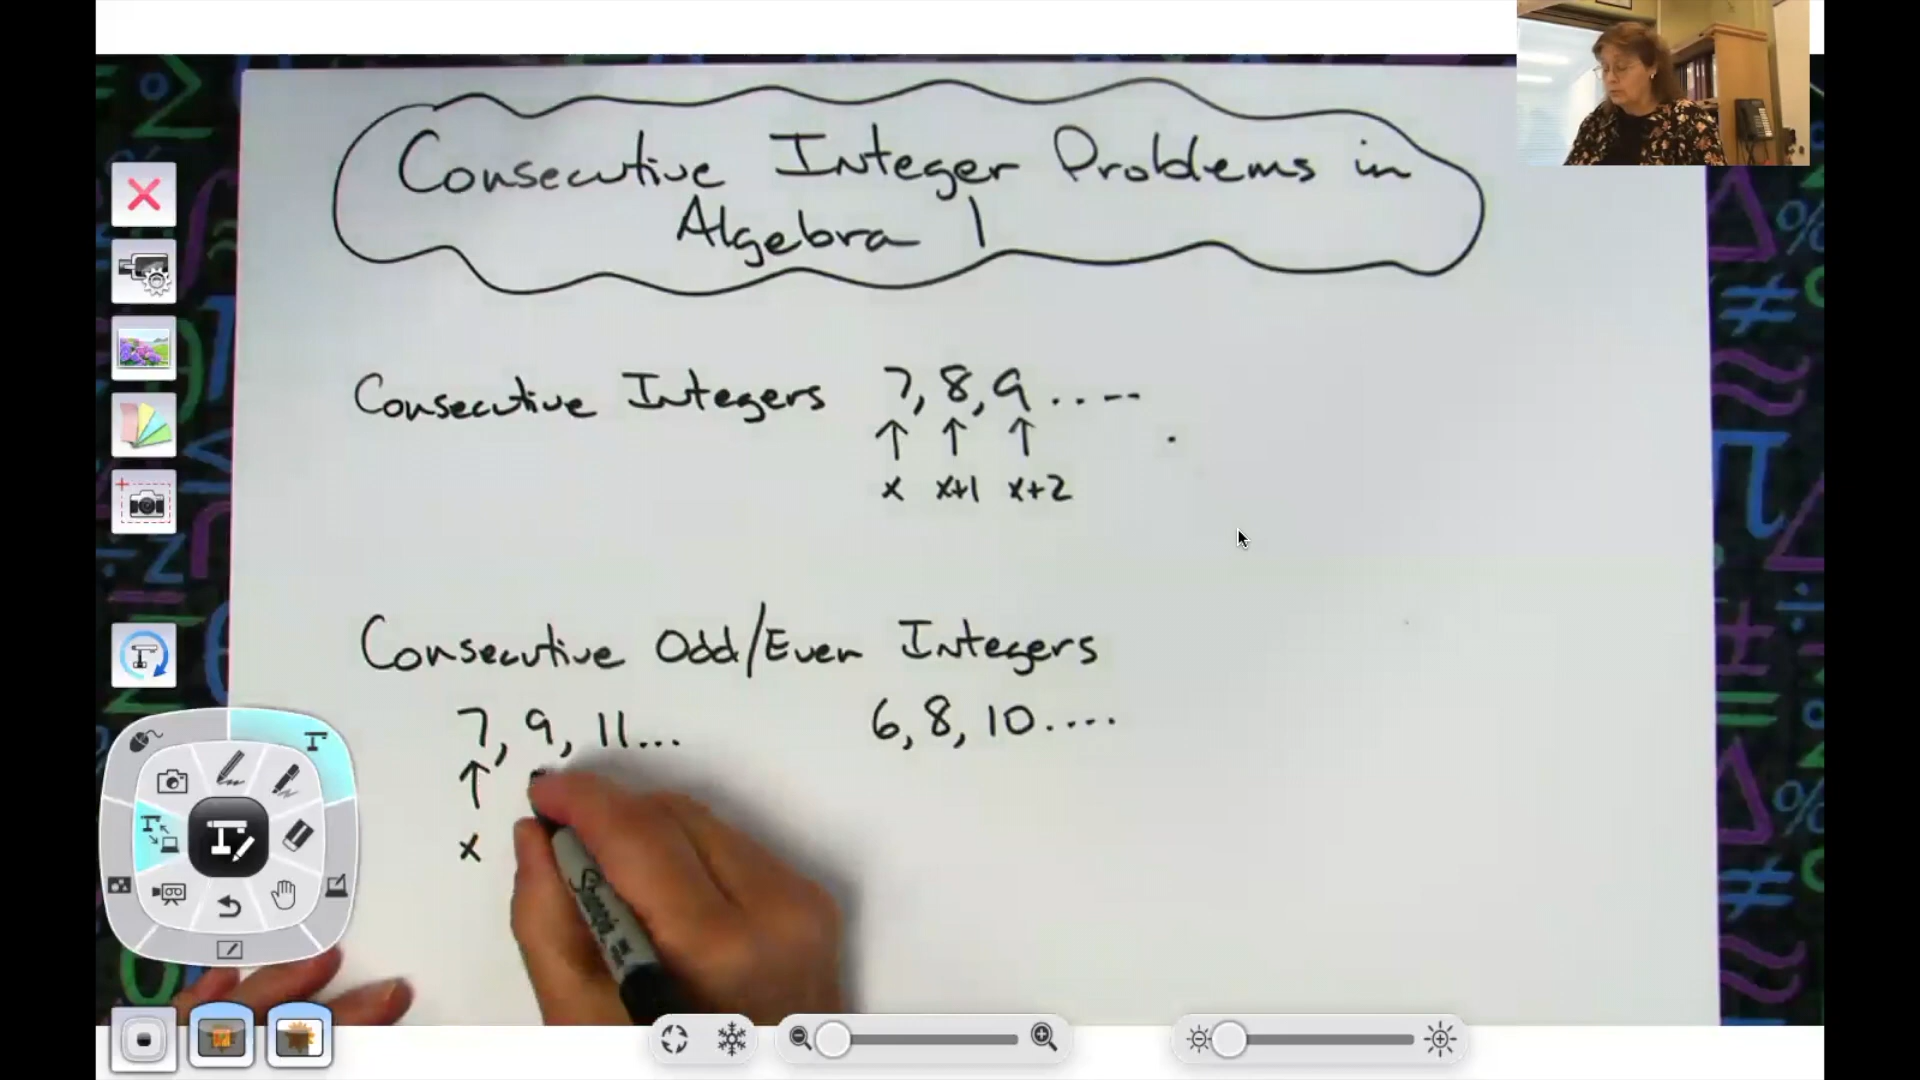 Consecutive Integer Problems in
Algebra 1
Consecutive Integers 7, 8, 9 . . . .
↑ ↑ ↑
x x+1 x+2
Consecutive Odd/Even Integers
7, 9, 11... 6, 8, 10....
↑
x
Sharpie